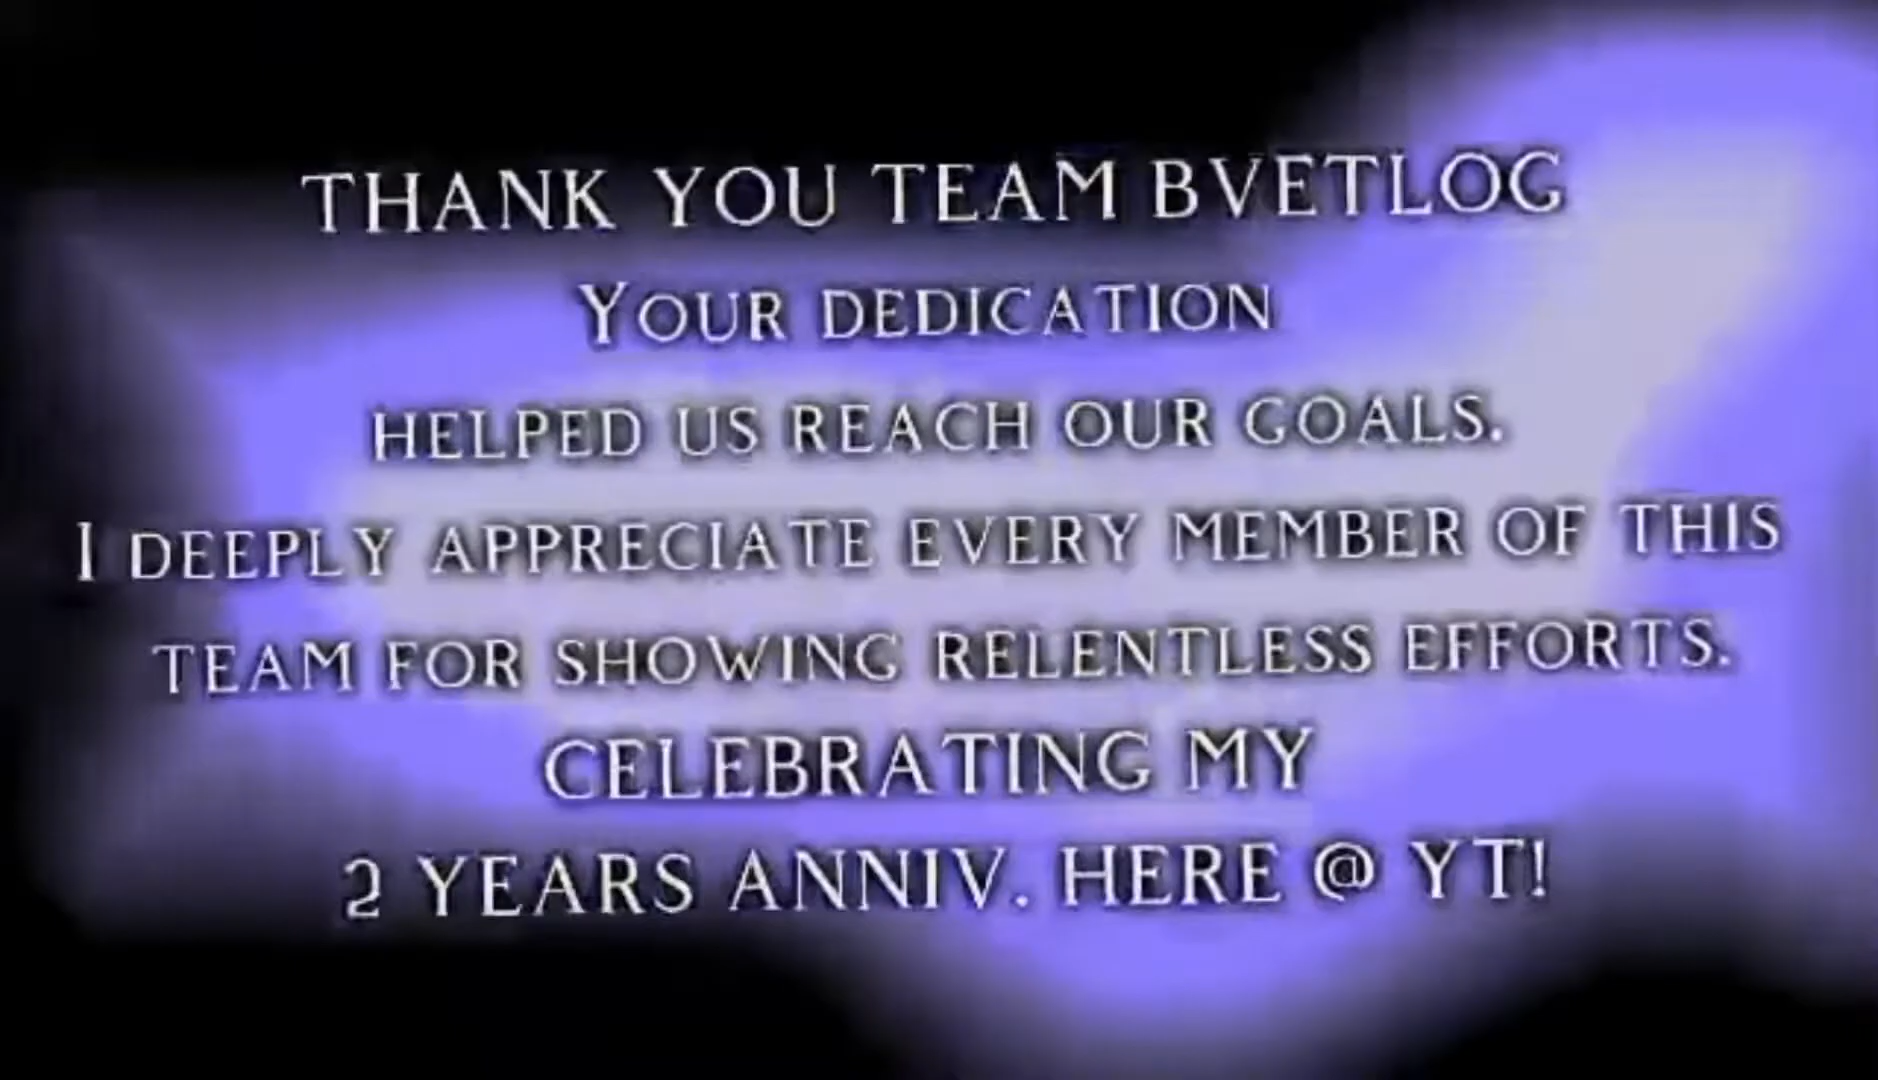 THANK YOU TEAM BVETLOG
YOUR DEDICATION
HELPED US REACH OUR GOALS.
I DEEPLY APPRECIATE EVERY MEMBER OF THIS
TEAM FOR SHOWING RELENTLESS EFFORTS.
CELEBRATING MY
2 YEARS ANNIV. HERE @ YT!